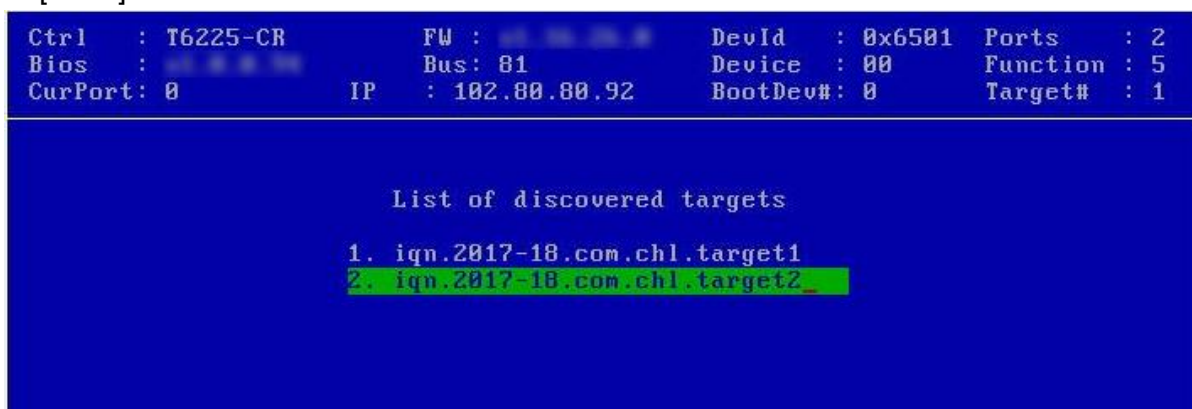 Ctrl : T6225-CR FW : DevId : 0x6501 Ports : 2
Bios : Bus: 81 Device : 00 Function : 5
CurPort: 0 IP : 102.80.80.92 BootDev#: 0 Target# : 1
List of discovered targets
1. iqn.2017-18.com.chl.target1
2. iqn.2017-18.com.chl.target2_